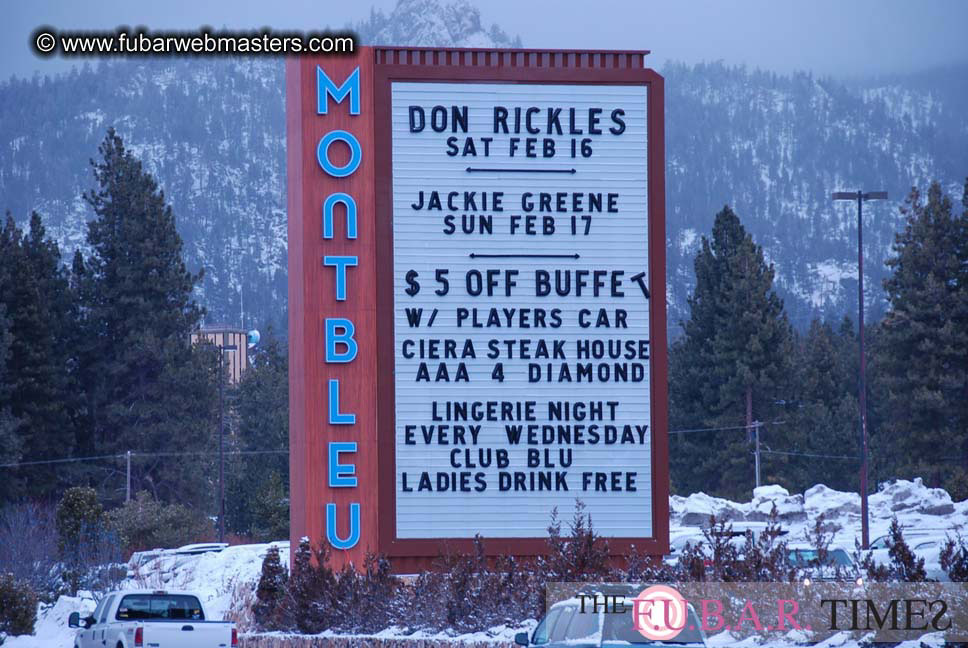 © www.fubarwebmasters.com
MONTBLEU
DON RICKLES
SAT FEB 16
JACKIE GREENE
SUN FEB 17
$ 5 OFF BUFFET
W/ PLAYERS CAR
CIERA STEAK HOUSE
AAA 4 DIAMOND
LINGERIE NIGHT
EVERY WEDNESDAY
CLUB BLU
LADIES DRINK FREE
THE F.U.B.A.R. TIMES